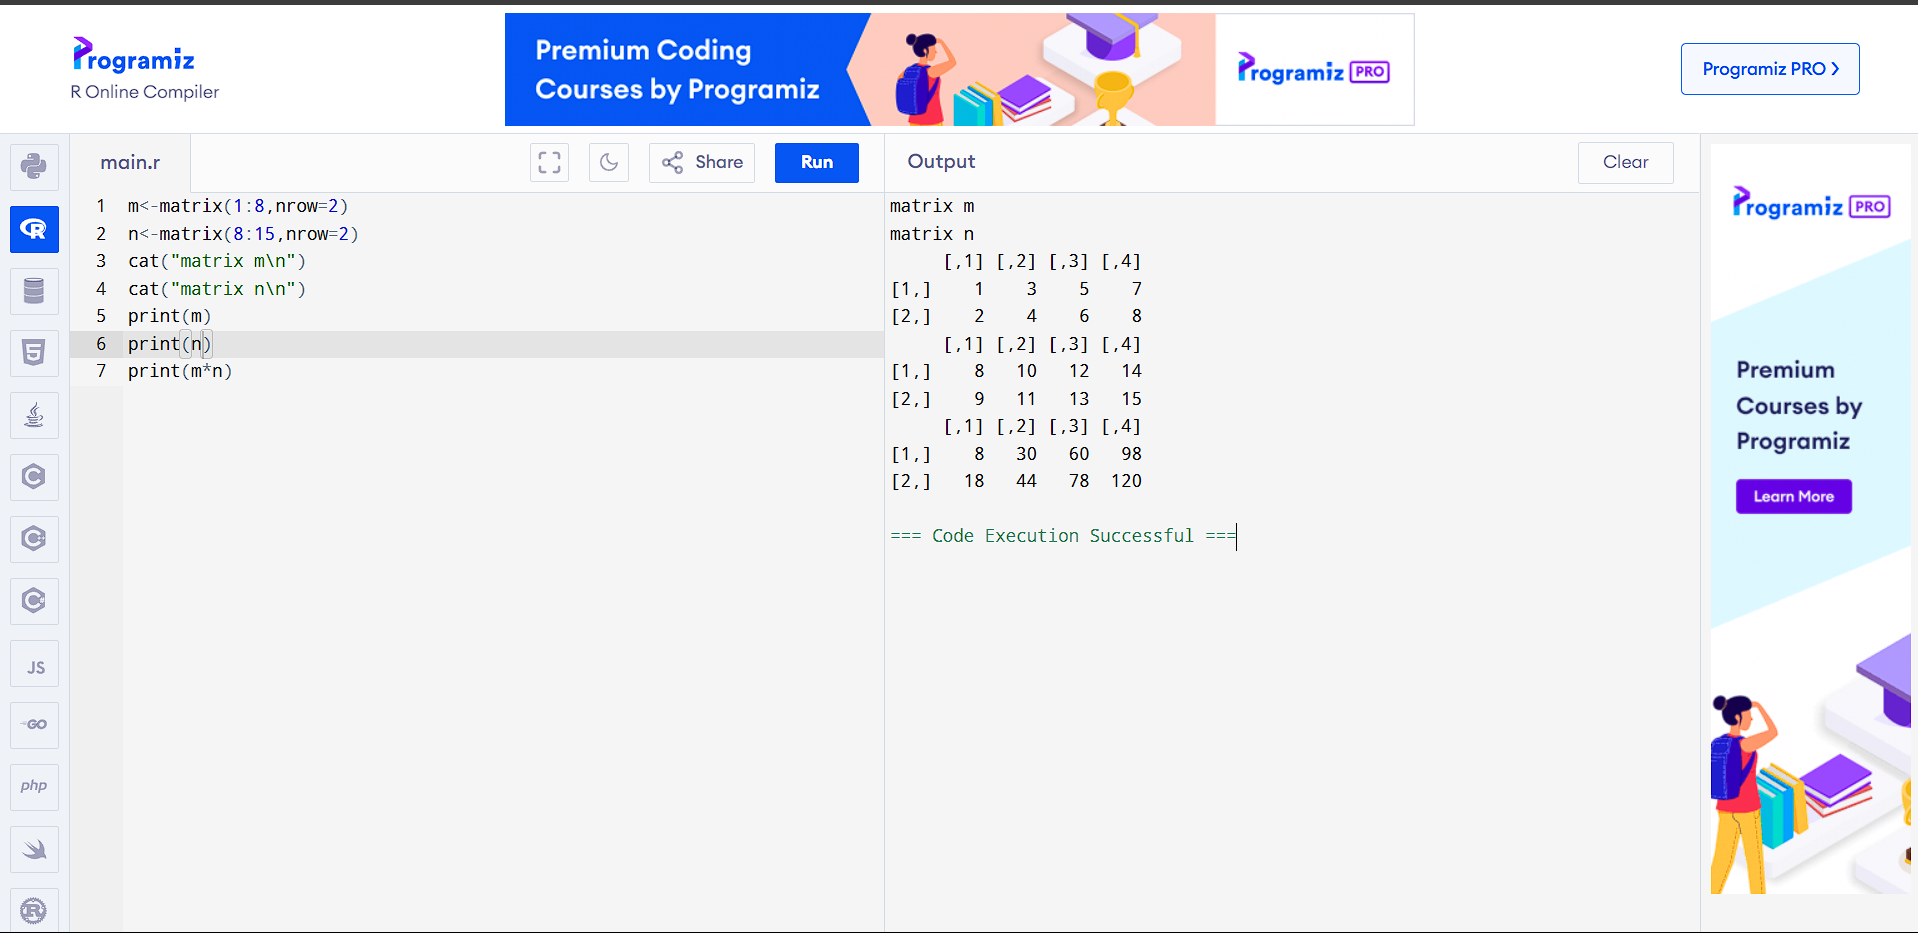 Programiz
R Online Compiler
Premium Coding
Courses by Programiz
Programiz PRO
Programiz PRO >
main.r
Share
Run
Output
Clear
1 m<-matrix(1:8,nrow=2)
2 n<-matrix(8:15,nrow=2)
3 cat("matrix m\n")
4 cat("matrix n\n")
5 print(m)
6 print(n)
7 print(m*n)
matrix m
matrix n
     [,1] [,2] [,3] [,4]
[1,]    1    3    5    7
[2,]    2    4    6    8
     [,1] [,2] [,3] [,4]
[1,]    8   10   12   14
[2,]    9   11   13   15
     [,1] [,2] [,3] [,4]
[1,]    8   30   60   98
[2,]   18   44   78  120
=== Code Execution Successful ===
R
5
C
C
C
JS
GO
php
R
Programiz PRO
Premium
Courses by
Programiz
Learn More